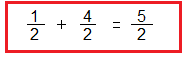 1/2 + 4/2 = 5/2